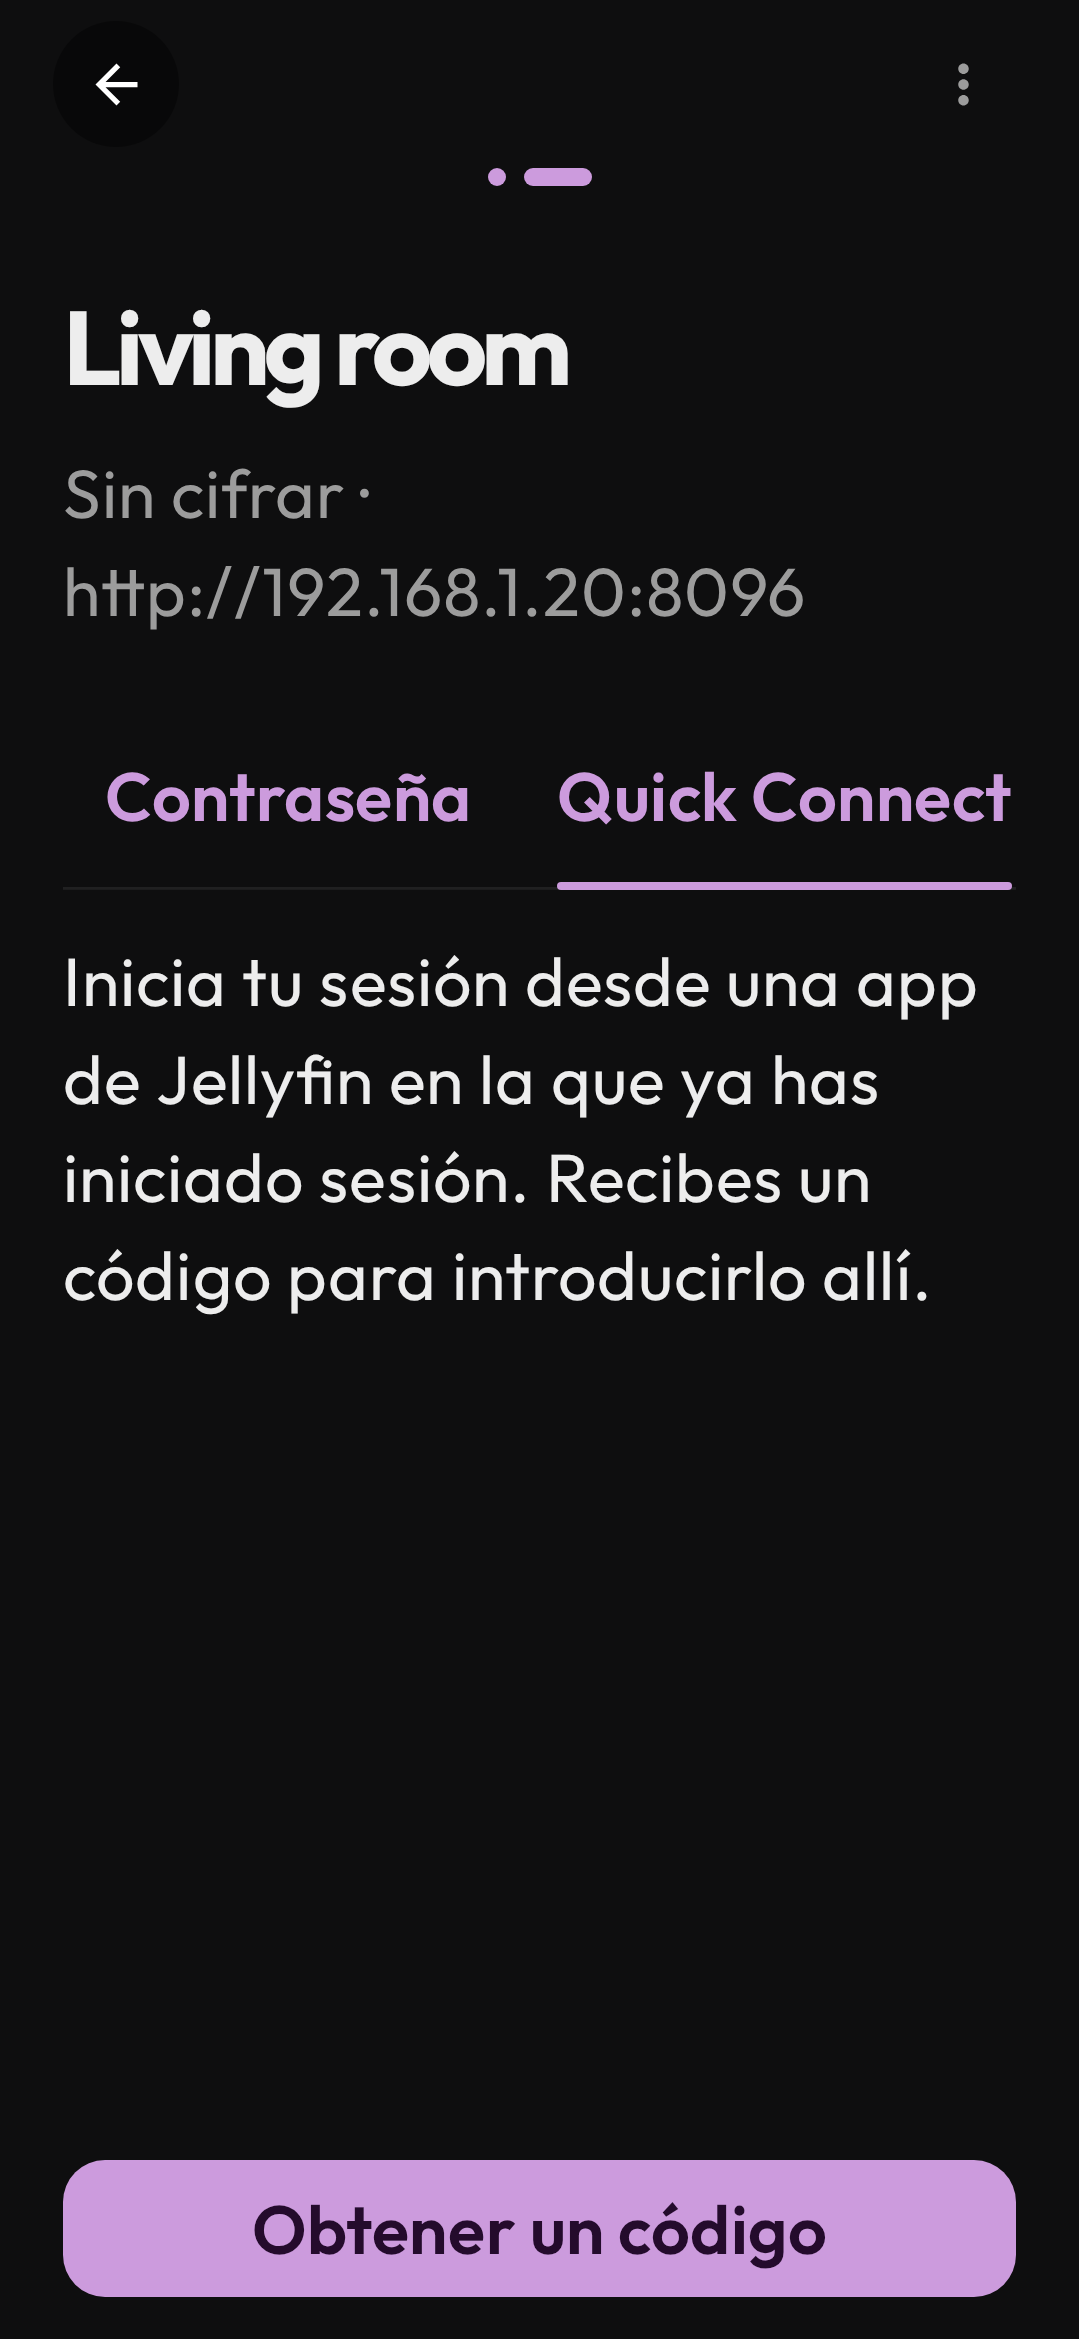 Living room
Sin cifrar ·
http://192.168.1.20:8096
Contraseña
Quick Connect
Inicia tu sesión desde una app
de Jellyfin en la que ya has
iniciado sesión. Recibes un
código para introducirlo allí.
Obtener un código